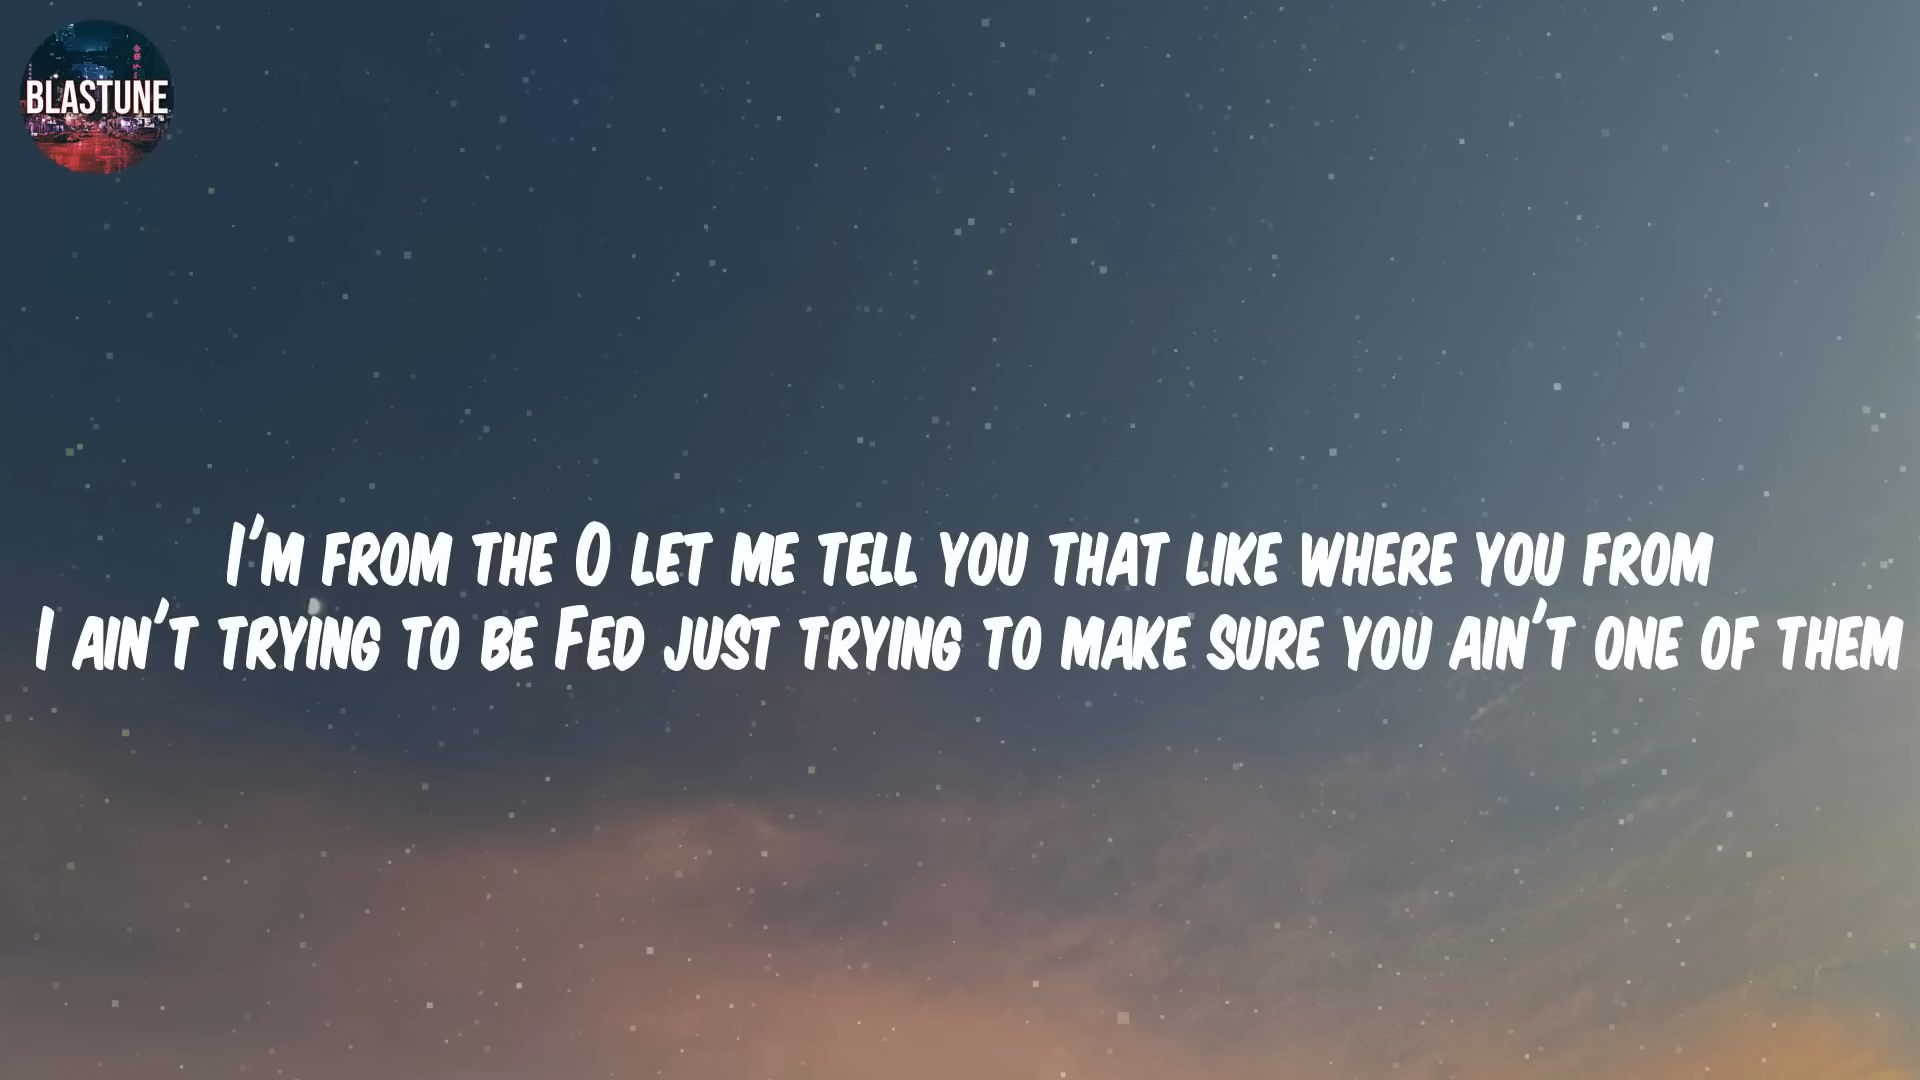 BLASTUNE
I'm from the O let me tell you that like where you from
I ain't trying to be Fed just trying to make sure you ain't one of them